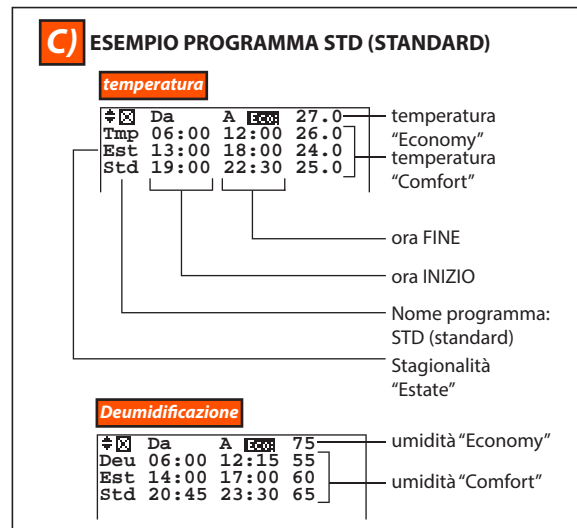 C) ESEMPIO PROGRAMMA STD (STANDARD)
temperatura
Da A ECO 27.0
Tmp 06:00 12:00 26.0
Est 13:00 18:00 24.0
Std 19:00 22:30 25.0
temperatura
“Economy”
temperatura
“Comfort”
ora FINE
ora INIZIO
Nome programma:
STD (standard)
Stagionalità
“Estate”
Deumidificazione
Da A ECO 75
Deu 06:00 12:15 55
Est 14:00 17:00 60
Std 20:45 23:30 65
umidità “Economy”
umidità “Comfort”